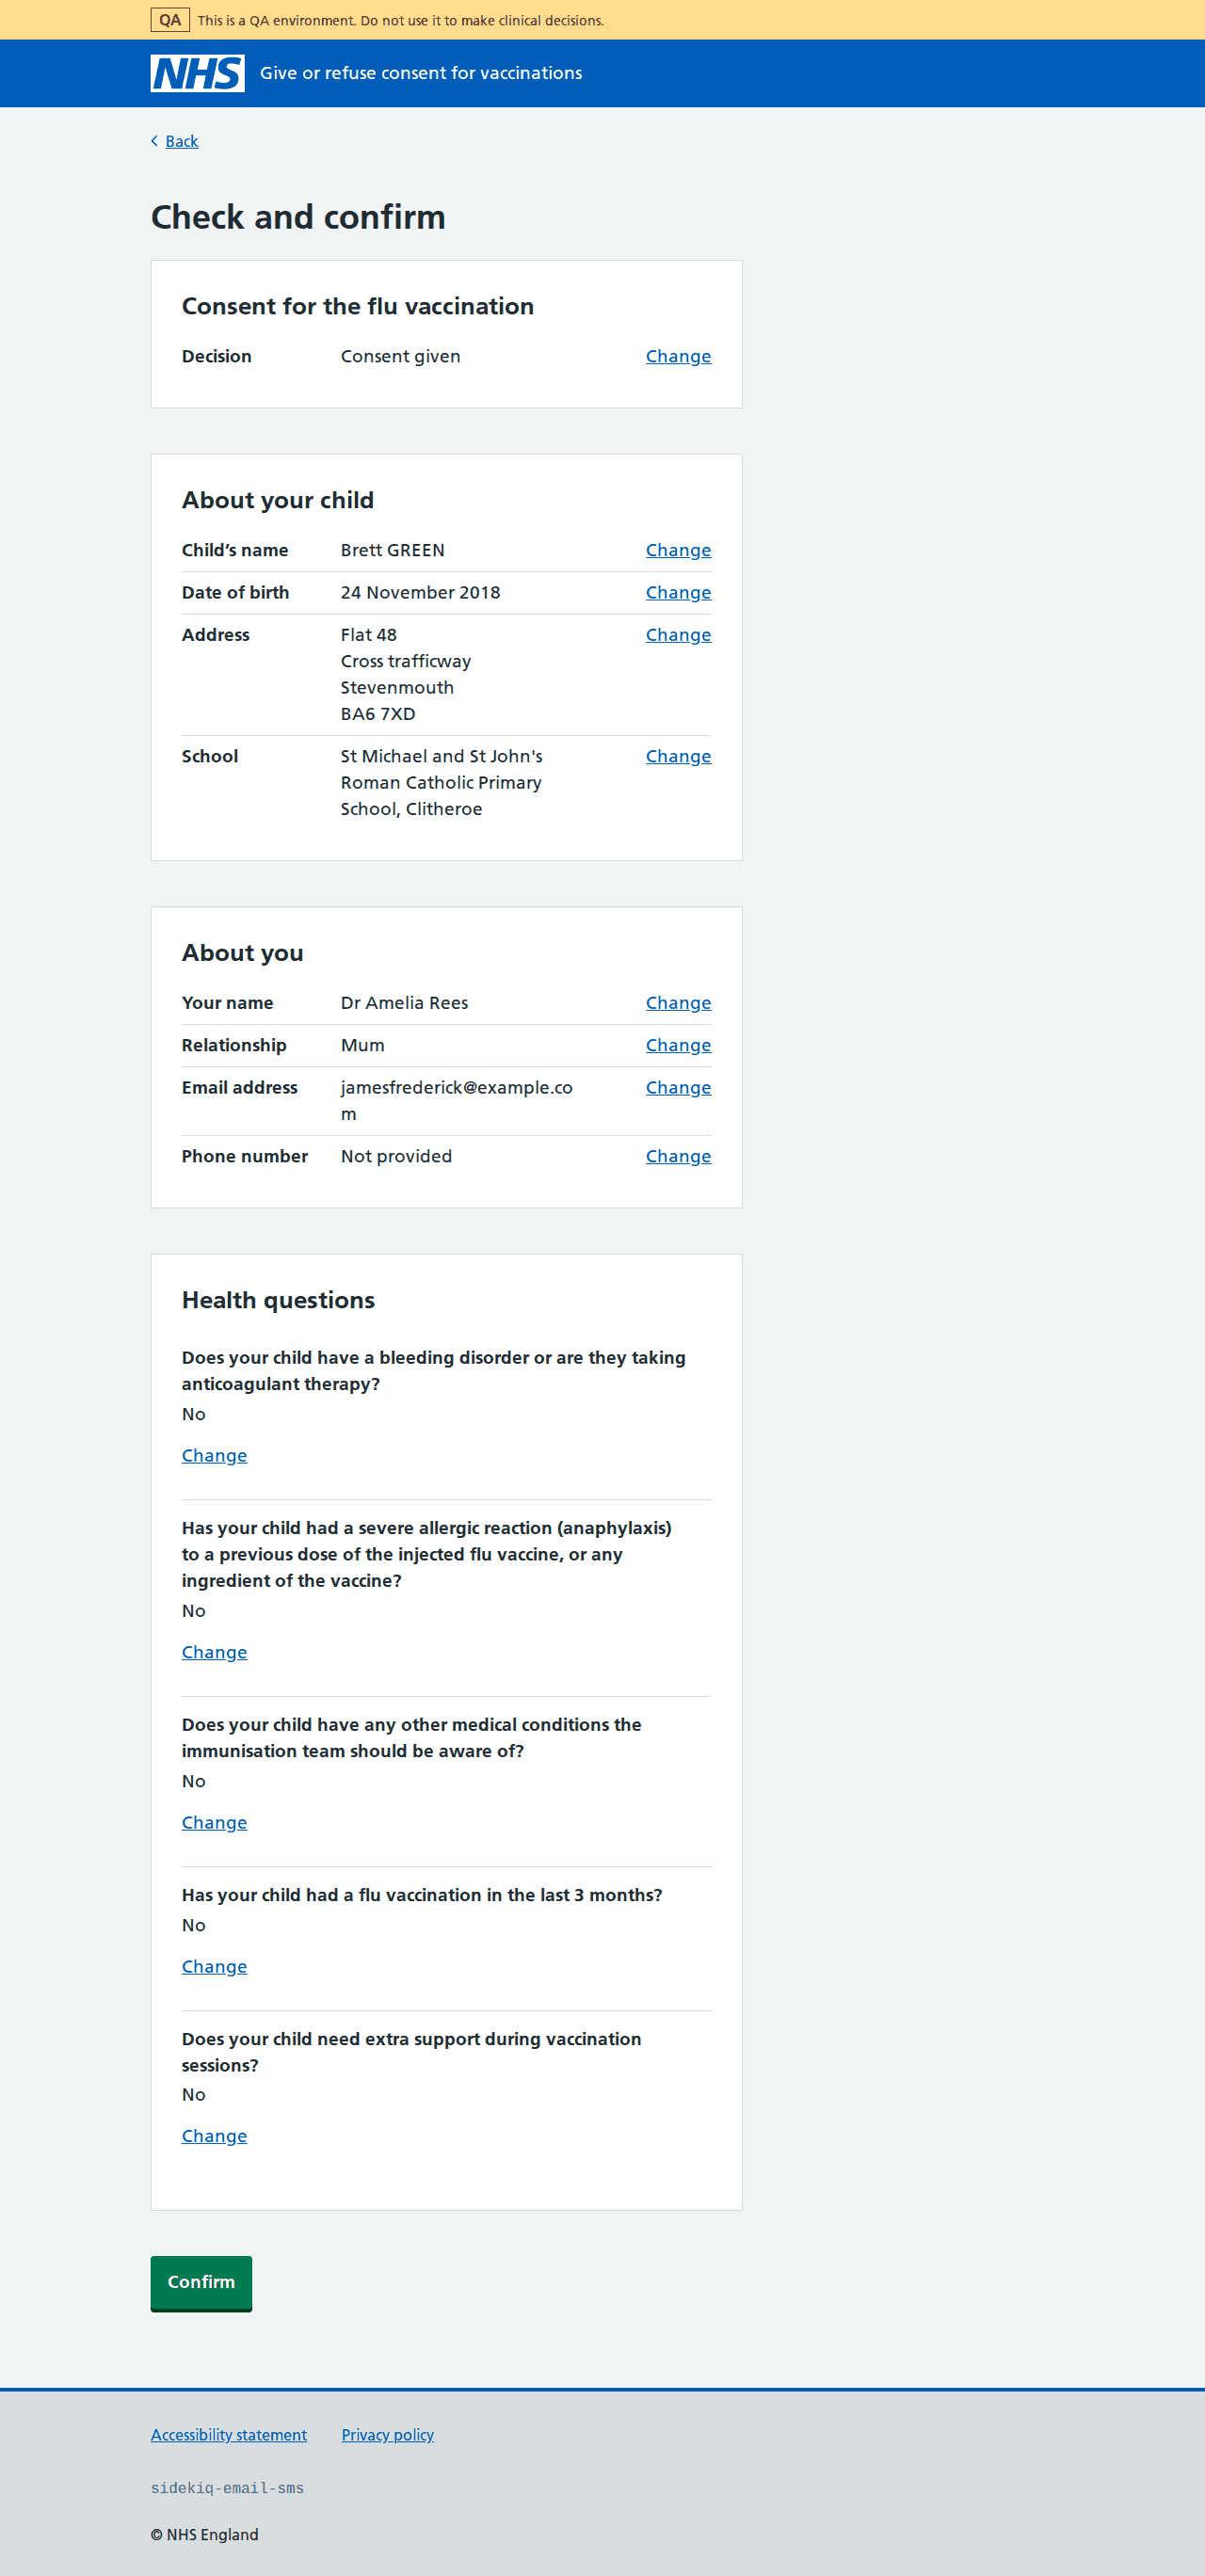 QA This is a QA environment. Do not use it to make clinical decisions.
NHS Give or refuse consent for vaccinations
Back
Check and confirm
Consent for the flu vaccination
Decision Consent given Change
About your child
Child’s name Brett GREEN Change
Date of birth 24 November 2018 Change
Address Flat 48 Change
Cross trafficway
Stevenmouth
BA6 7XD
School St Michael and St John's Change
Roman Catholic Primary
School, Clitheroe
About you
Your name Dr Amelia Rees Change
Relationship Mum Change
Email address jamesfrederick@example.co Change
m
Phone number Not provided Change
Health questions
Does your child have a bleeding disorder or are they taking
anticoagulant therapy?
No
Change
Has your child had a severe allergic reaction (anaphylaxis)
to a previous dose of the injected flu vaccine, or any
ingredient of the vaccine?
No
Change
Does your child have any other medical conditions the
immunisation team should be aware of?
No
Change
Has your child had a flu vaccination in the last 3 months?
No
Change
Does your child need extra support during vaccination
sessions?
No
Change
Confirm
Accessibility statement Privacy policy
sidekiq-email-sms
© NHS England